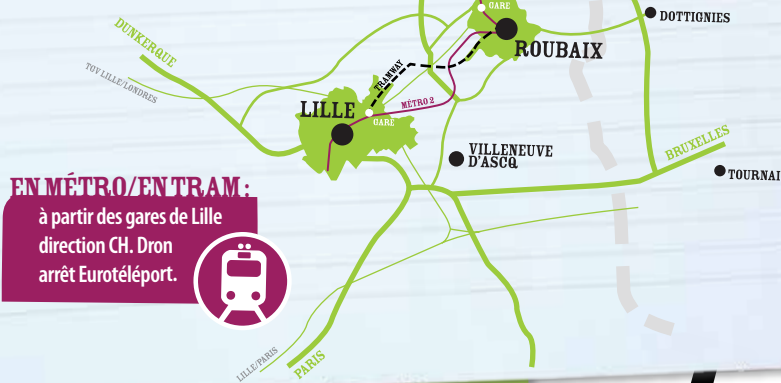 GARE
DOTTIGNIES
ROUBAIX
DUNKERQUE
TGV LILLE/LONDRES
TRAMWAY
MÉTRO 2
LILLE
GARE
VILLENEUVE
D'ASCQ
BRUXELLES
TOURNAI
EN MÉTRO/EN TRAM:
à partir des gares de Lille
direction CH. Dron
arrêt Eurotéléport.
LILLE/PARIS
PARIS